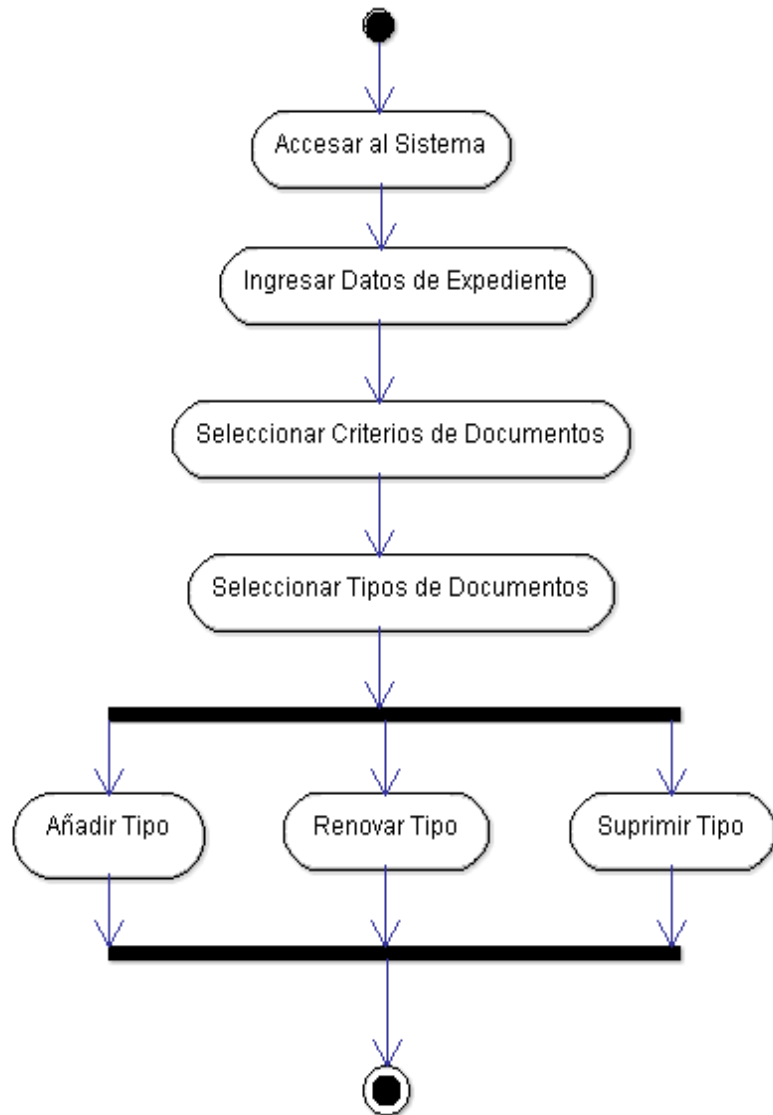 Accesar al Sistema
Ingresar Datos de Expediente
Seleccionar Criterios de Documentos
Seleccionar Tipos de Documentos
Añadir Tipo
Renovar Tipo
Suprimir Tipo